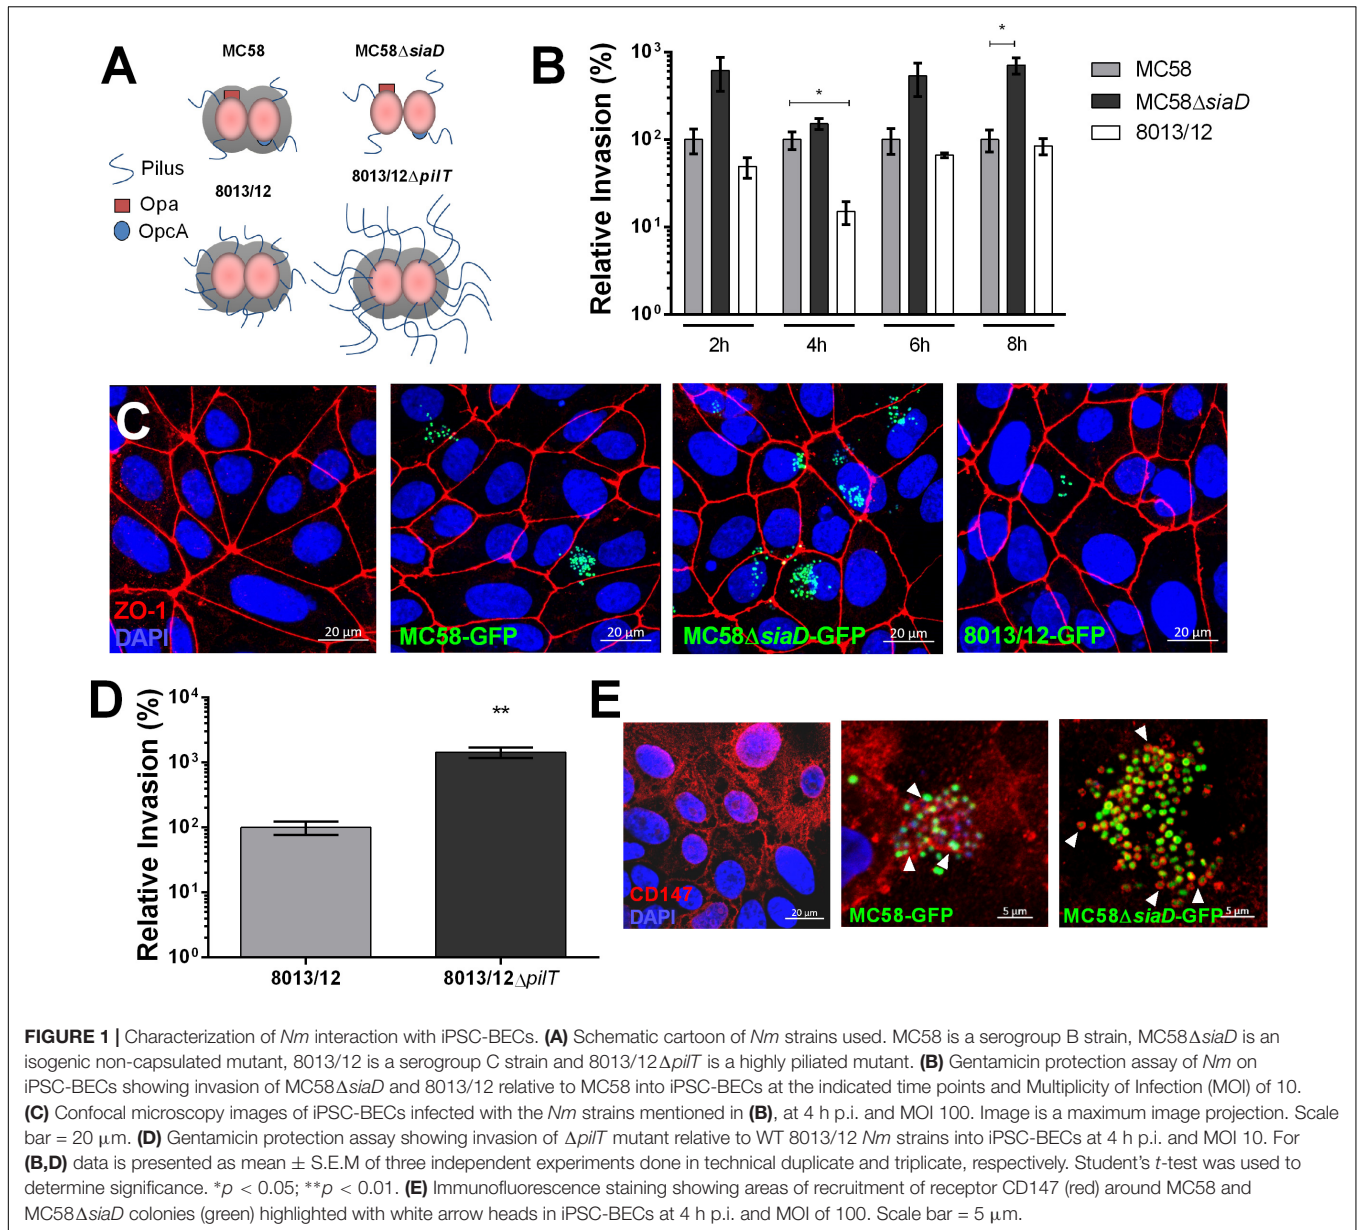 A
MC58
MC58ΔsiaD
Pilus
Opa
OpcA
8013/12
8013/12ΔpilT
B
Relative Invasion (%)
10³
10²
10¹
10⁰
*
*
2h
4h
6h
8h
MC58
MC58ΔsiaD
8013/12
C
ZO-1
DAPI
20 μm
MC58-GFP
20 μm
MC58ΔsiaD-GFP
20 μm
8013/12-GFP
20 μm
D
Relative Invasion (%)
10⁴
10³
10²
10¹
10⁰
**
8013/12
8013/12ΔpilT
E
CD147
DAPI
20 μm
MC58-GFP
5 μm
MC58ΔsiaD-GFP
5 μm
FIGURE 1 | Characterization of Nm interaction with iPSC-BECs. (A) Schematic cartoon of Nm strains used. MC58 is a serogroup B strain, MC58ΔsiaD is an
isogenic non-capsulated mutant, 8013/12 is a serogroup C strain and 8013/12ΔpilT is a highly piliated mutant. (B) Gentamicin protection assay of Nm on
iPSC-BECs showing invasion of MC58ΔsiaD and 8013/12 relative to MC58 into iPSC-BECs at the indicated time points and Multiplicity of Infection (MOI) of 10.
(C) Confocal microscopy images of iPSC-BECs infected with the Nm strains mentioned in (B), at 4 h p.i. and MOI 100. Image is a maximum image projection. Scale
bar = 20 μm. (D) Gentamicin protection assay showing invasion of ΔpilT mutant relative to WT 8013/12 Nm strains into iPSC-BECs at 4 h p.i. and MOI 10. For
(B,D) data is presented as mean ± S.E.M of three independent experiments done in technical duplicate and triplicate, respectively. Student's t-test was used to
determine significance. *p < 0.05; **p < 0.01. (E) Immunofluorescence staining showing areas of recruitment of receptor CD147 (red) around MC58 and
MC58ΔsiaD colonies (green) highlighted with white arrow heads in iPSC-BECs at 4 h p.i. and MOI of 100. Scale bar = 5 μm.